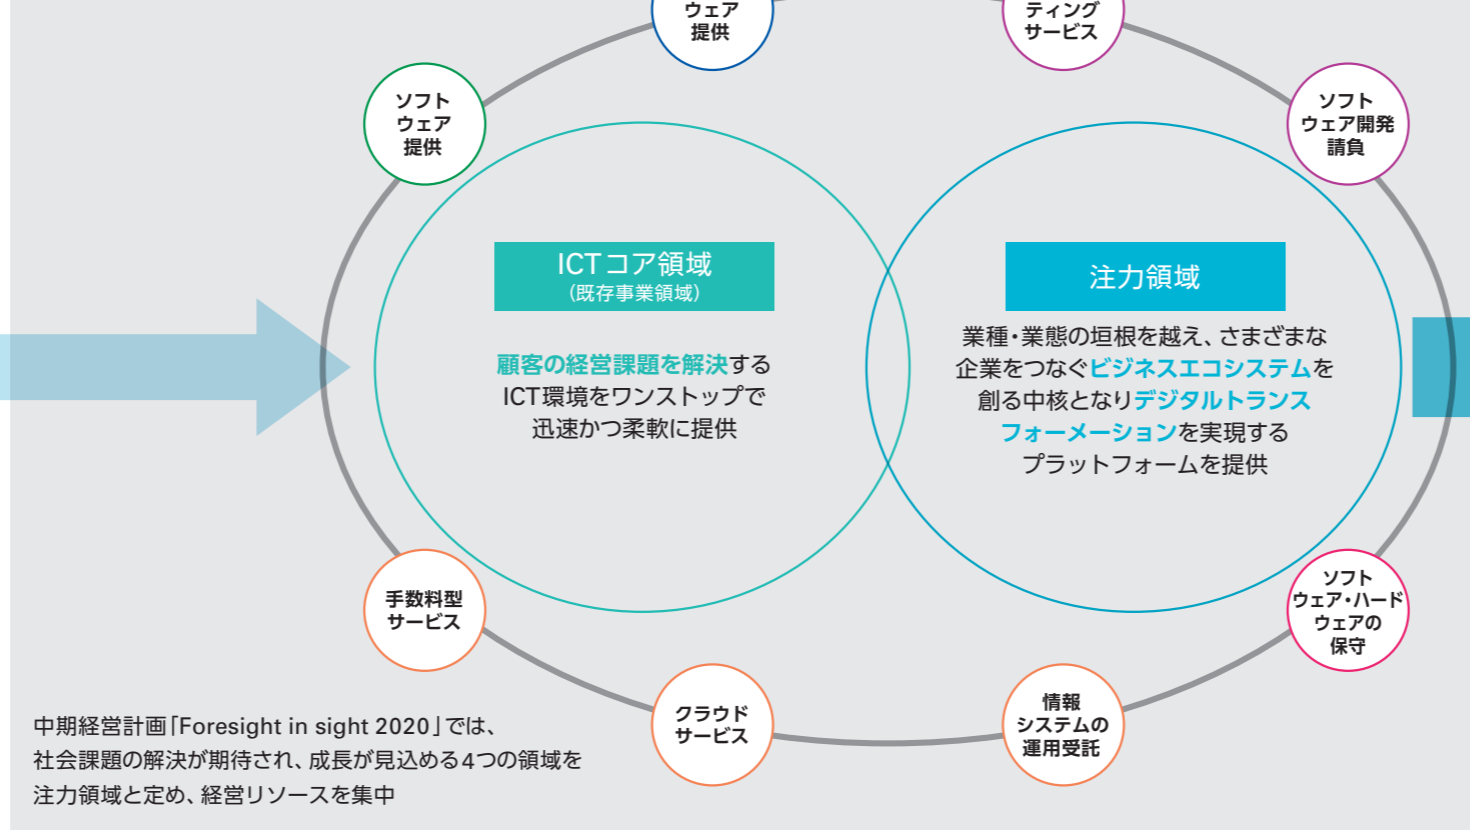 ウェア
提供
ティング
サービス
ソフト
ウェア
提供
ソフト
ウェア開発
請負
ICTコア領域
（既存事業領域）
顧客の経営課題を解決する
ICT環境をワンストップで
迅速かつ柔軟に提供
注力領域
業種・業態の垣根を越え、さまざまな
企業をつなぐビジネスエコシステムを
創る中核となりデジタルトランス
フォーメーションを実現する
プラットフォームを提供
手数料型
サービス
ソフト
ウェア・ハード
ウェアの
保守
クラウド
サービス
情報
システムの
運用受託
中期経営計画「Foresight in sight 2020」では、
社会課題の解決が期待され、成長が見込める4つの領域を
注力領域と定め、経営リソースを集中